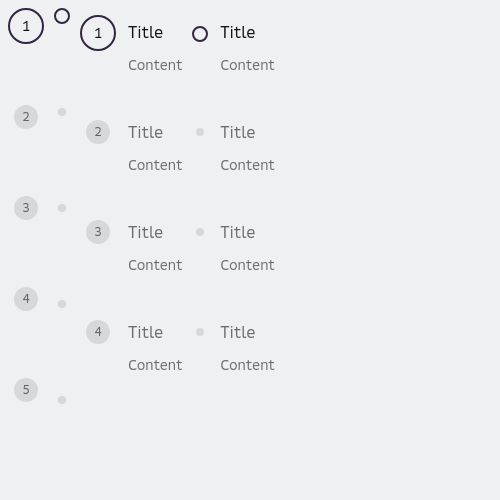 1
2
3
4
5
1 Title
Content
2 Title
Content
3 Title
Content
4 Title
Content
Title
Content
Title
Content
Title
Content
Title
Content